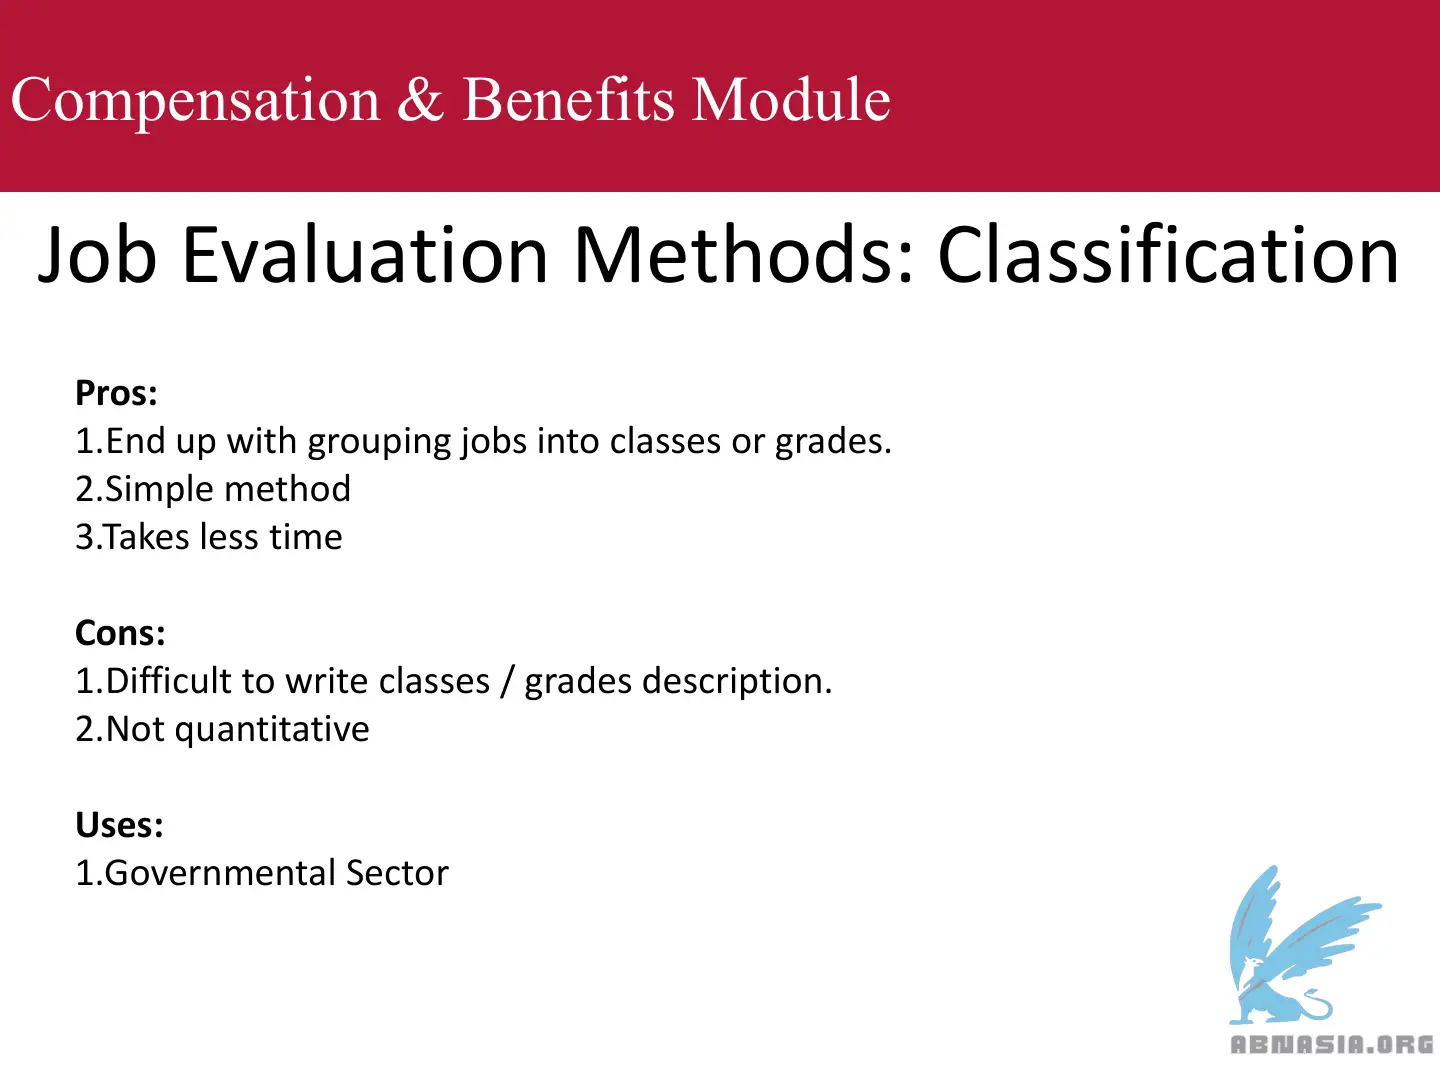 Compensation & Benefits Module
Job Evaluation Methods: Classification
Pros:
1.End up with grouping jobs into classes or grades.
2.Simple method
3.Takes less time
Cons:
1.Difficult to write classes / grades description.
2.Not quantitative
Uses:
1.Governmental Sector
ABNASIA.ORG